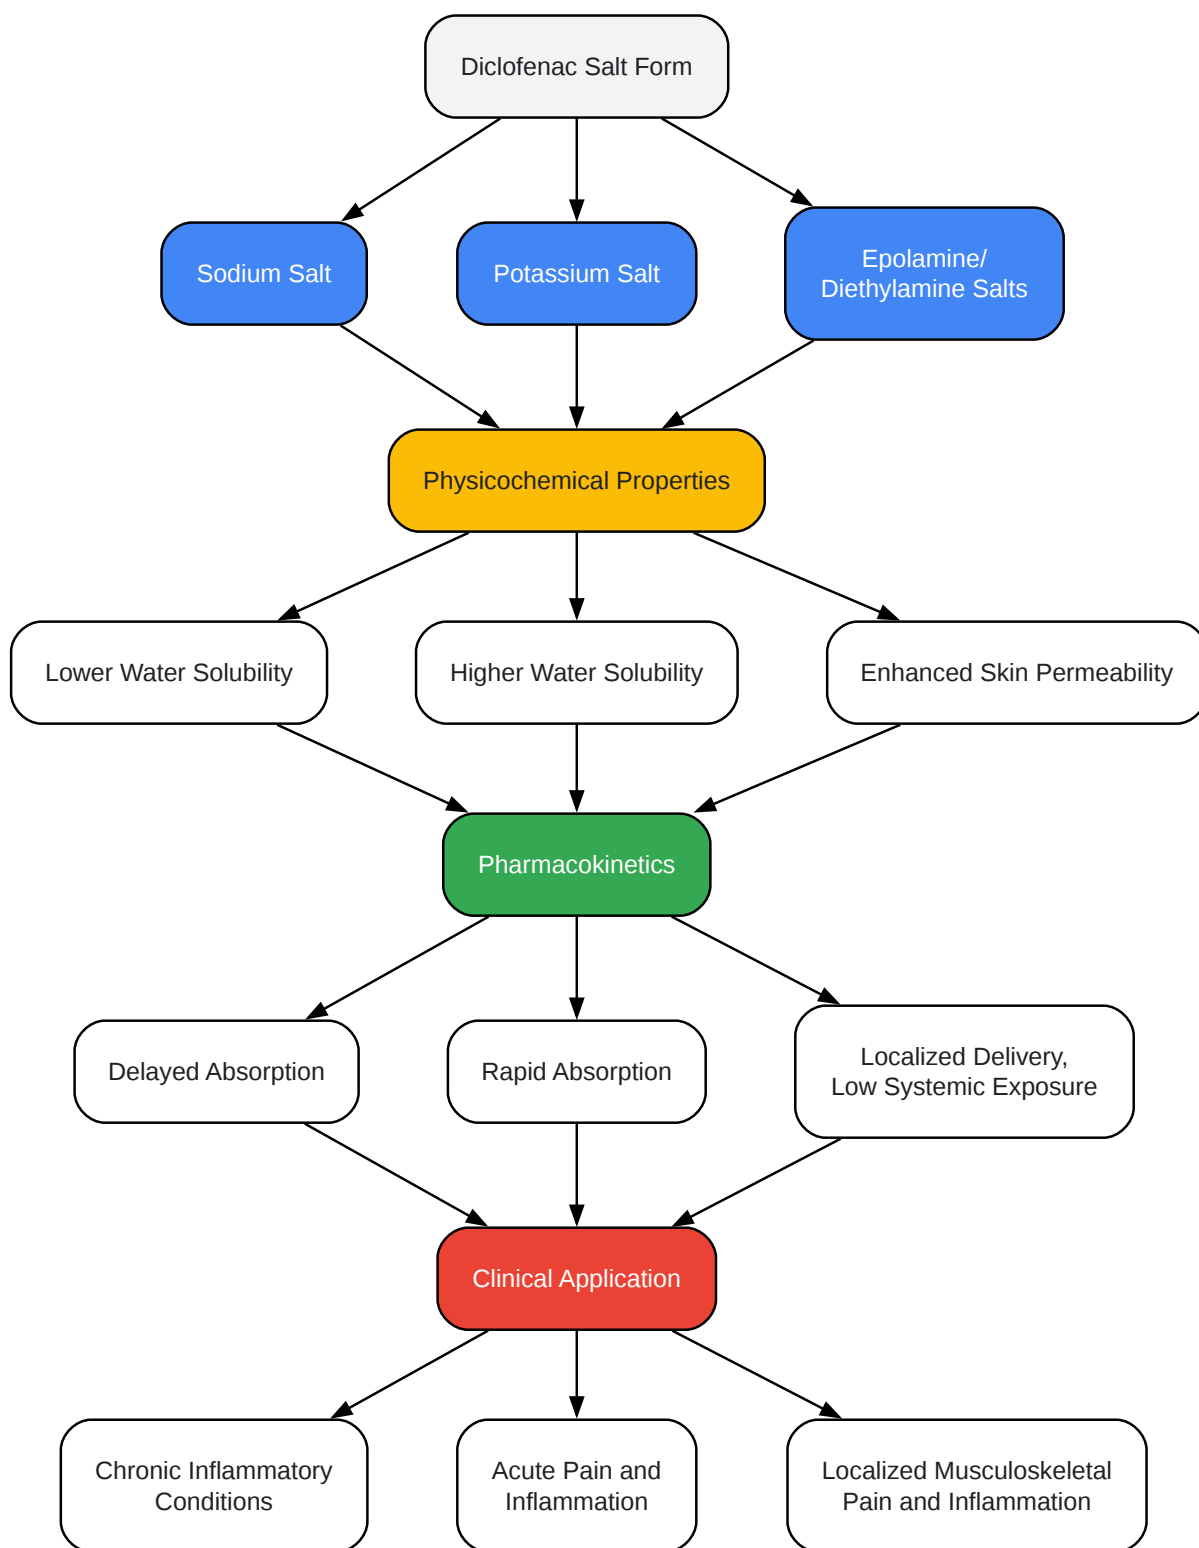 Diclofenac Salt Form
Sodium Salt
Potassium Salt
Epolamine/
Diethylamine Salts
Physicochemical Properties
Lower Water Solubility
Higher Water Solubility
Enhanced Skin Permeability
Pharmacokinetics
Delayed Absorption
Rapid Absorption
Localized Delivery,
Low Systemic Exposure
Clinical Application
Chronic Inflammatory
Conditions
Acute Pain and
Inflammation
Localized Musculoskeletal
Pain and Inflammation